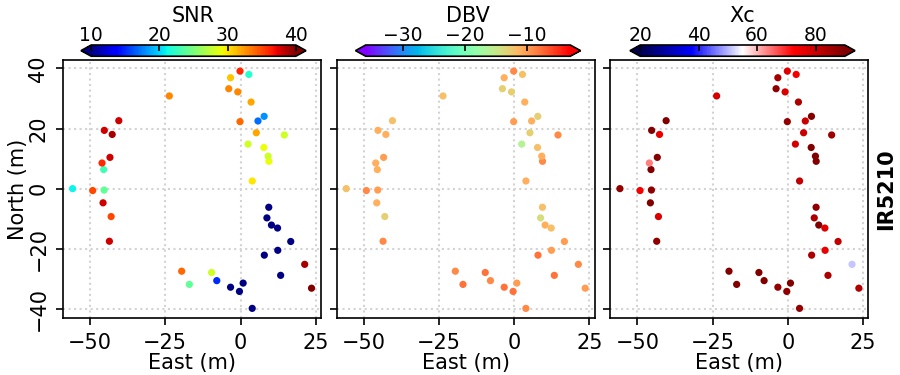 SNR DBV Xc
10 20 30 40 −30 −20 −10 20 40 60 80
40
20
0
−20
−40
North (m)
IR5210
−50 −25 0 25 −50 −25 0 25 −50 −25 0 25
East (m) East (m) East (m)